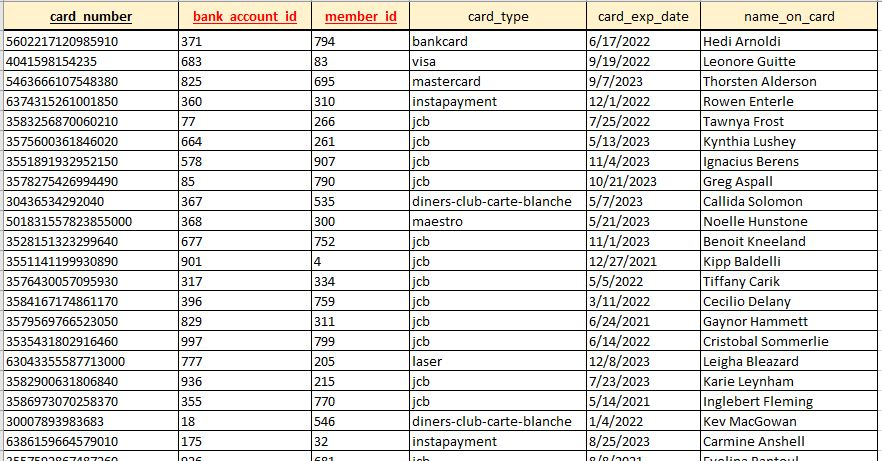 card_number bank_account_id member_id card_type card_exp_date name_on_card
5602217120985910 371 794 bankcard 6/17/2022 Hedi Arnoldi
4041598154235 683 83 visa 9/19/2022 Leonore Guitte
5463666107548380 825 695 mastercard 9/7/2023 Thorsten Alderson
6374315261001850 360 310 instapayment 12/1/2022 Rowen Enterle
3583256870060210 77 266 jcb 7/25/2022 Tawnya Frost
3575600361846020 664 261 jcb 5/13/2023 Kynthia Lushey
3551891932952150 578 907 jcb 11/4/2023 Ignacius Berens
3578275426994490 85 790 jcb 10/21/2023 Greg Aspall
30436534292040 367 535 diners-club-carte-blanche 5/7/2023 Callida Solomon
501831557823855000 368 300 maestro 5/21/2023 Noelle Hunstone
3528151323299640 677 752 jcb 11/1/2023 Benoit Kneeland
3551141199930890 901 4 jcb 12/27/2021 Kipp Baldelli
3576430057095930 317 334 jcb 5/5/2022 Tiffany Carik
3584167174861170 396 759 jcb 3/11/2022 Cecilio Delany
3579569766523050 829 311 jcb 6/24/2021 Gaynor Hammett
3535431802916460 997 799 jcb 6/14/2022 Cristobal Sommerlie
63043355587713000 777 205 laser 12/8/2023 Leigha Bleazard
3582900631806840 936 215 jcb 7/23/2023 Karie Leynham
3586973070258370 355 770 jcb 5/14/2021 Inglebert Fleming
30007893983683 18 546 diners-club-carte-blanche 1/4/2022 Kev MacGowan
6386159664579010 175 32 instapayment 8/25/2023 Carmine Anshell